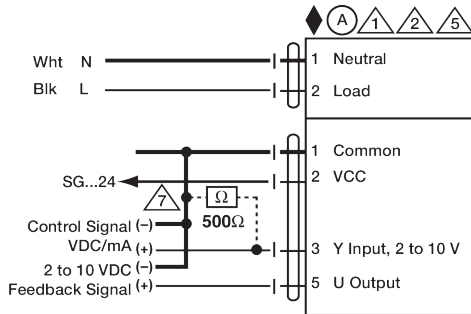 A 1 2 5
Wht N 1 Neutral
Blk L 2 Load
1 Common
SG...24 2 VCC
7 Ω
500Ω
Control Signal (–)
VDC/mA (+) 3 Y Input, 2 to 10 V
2 to 10 VDC (–)
Feedback Signal (+) 5 U Output